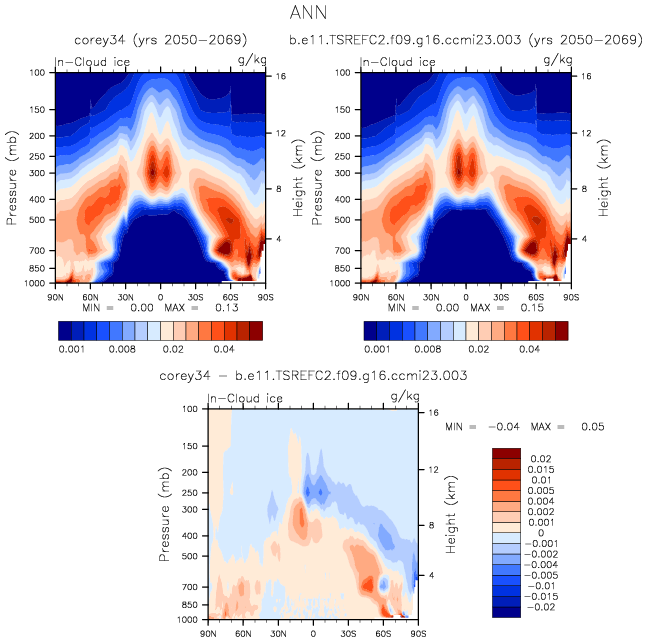 ANN
corey34 (yrs 2050-2069)
b.e11.TSREFC2.f09.g16.ccmi23.003 (yrs 2050-2069)
n-Cloud ice g/kg
n-Cloud ice g/kg
100
150
200
250
300
400
500
700
850
1000
Pressure (mb)
16
12
8
4
Height (km)
90N 60N 30N 0 30S 60S 90S
MIN = 0.00 MAX = 0.13
0.001 0.008 0.02 0.04
100
150
200
250
300
400
500
700
850
1000
Pressure (mb)
16
12
8
4
Height (km)
90N 60N 30N 0 30S 60S 90S
MIN = 0.00 MAX = 0.15
0.001 0.008 0.02 0.04
corey34 - b.e11.TSREFC2.f09.g16.ccmi23.003
n-Cloud ice g/kg
100
150
200
250
300
400
500
700
850
1000
Pressure (mb)
16
12
8
4
Height (km)
90N 60N 30N 0 30S 60S 90S
MIN = -0.04 MAX = 0.05
0.02
0.015
0.01
0.005
0.004
0.002
0.001
0
-0.001
-0.002
-0.004
-0.005
-0.01
-0.015
-0.02